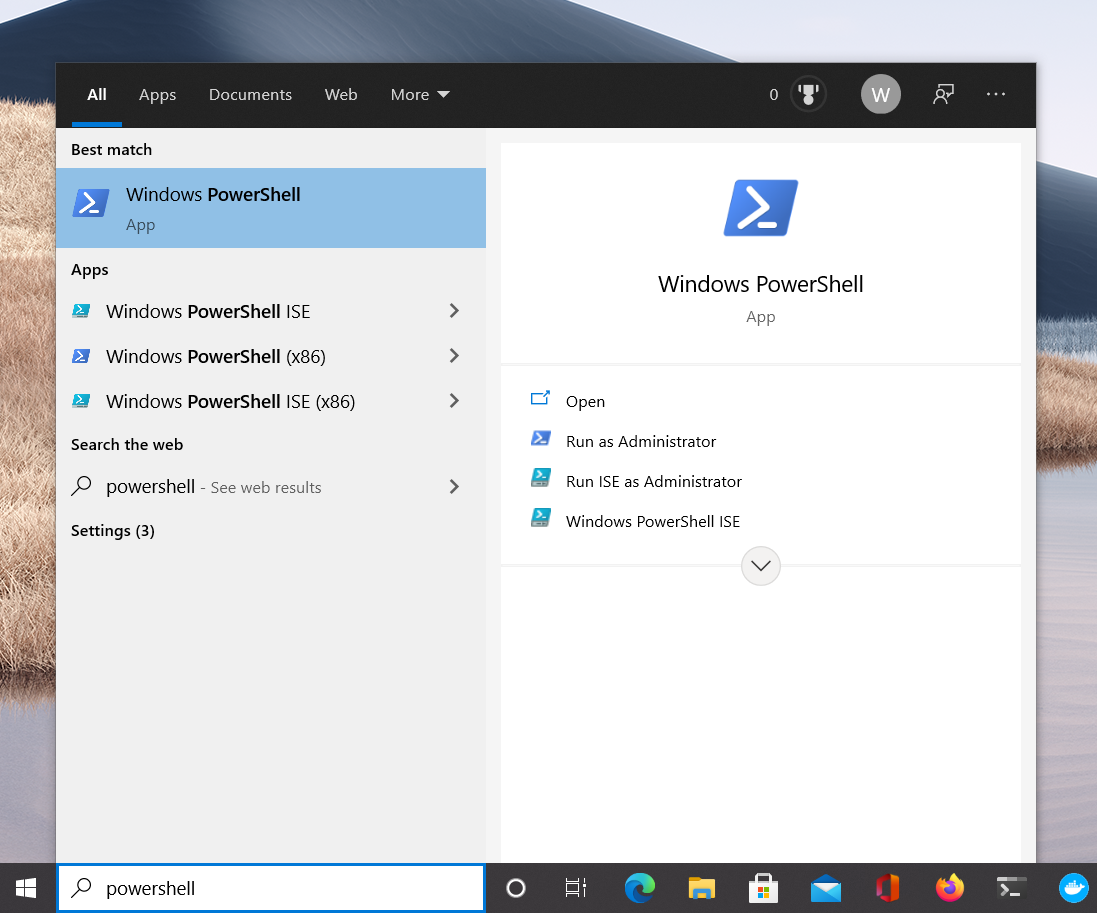 All Apps Documents Web More 0 W
Best match
Windows PowerShell
App
Apps
Windows PowerShell ISE
Windows PowerShell (x86)
Windows PowerShell ISE (x86)
Search the web
powershell - See web results
Settings (3)
Windows PowerShell
App
Open
Run as Administrator
Run ISE as Administrator
Windows PowerShell ISE
powershell